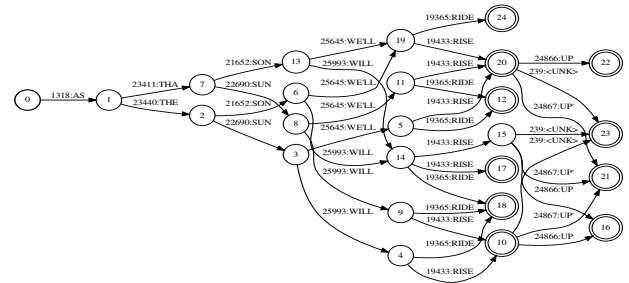 19365:RIDE
24
25645:WE'LL
19
19433:RISE
21652:SON
13
25993:WILL
24866:UP
22
20
239:<UNK>
23411:THA
7
25645:WE'LL
11
19433:RISE
0
1318:AS
1
22690:SUN
6
19365:RIDE
12
24867:UP'
23440:THE
21652:SON
8
25645:WE'LL
19433:RISE
2
5
19365:RIDE
15
239:<UNK>
23
22690:SUN
239:<UNK>
3
25993:WILL
14
19433:RISE
17
24867:UP'
21
25993:WILL
19365:RIDE
24866:UP
18
25993:WILL
9
19365:RIDE
24867:UP'
16
19433:RISE
10
24866:UP
4
19365:RIDE
19433:RISE